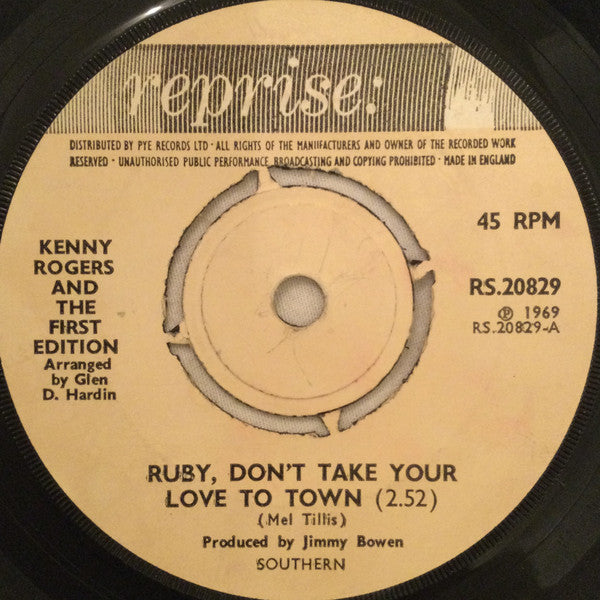 reprise:
DISTRIBUTED BY PYE RECORDS LTD · ALL RIGHTS OF THE MANUFACTURERS AND OWNER OF THE RECORDED WORK
RESERVED · UNAUTHORISED PUBLIC PERFORMANCE BROADCASTING AND COPYING PROHIBITED · MADE IN ENGLAND
45 RPM
KENNY
ROGERS
AND
THE
FIRST
EDITION
Arranged
by Glen
D. Hardin
RS.20829
℗ 1969
RS.20829-A
RUBY, DON'T TAKE YOUR
LOVE TO TOWN (2.52)
(Mel Tillis)
Produced by Jimmy Bowen
SOUTHERN